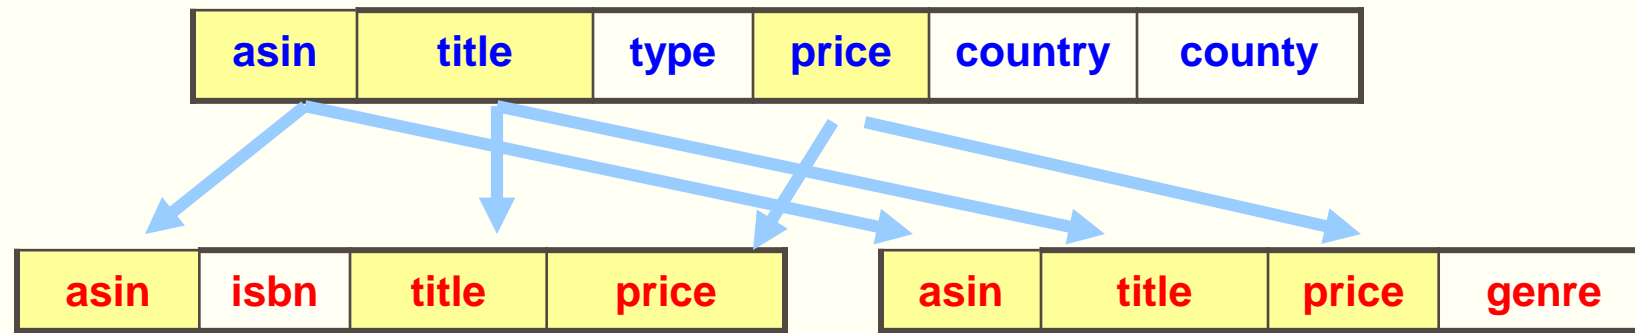 asin title type price country county
asin isbn title price asin title price genre